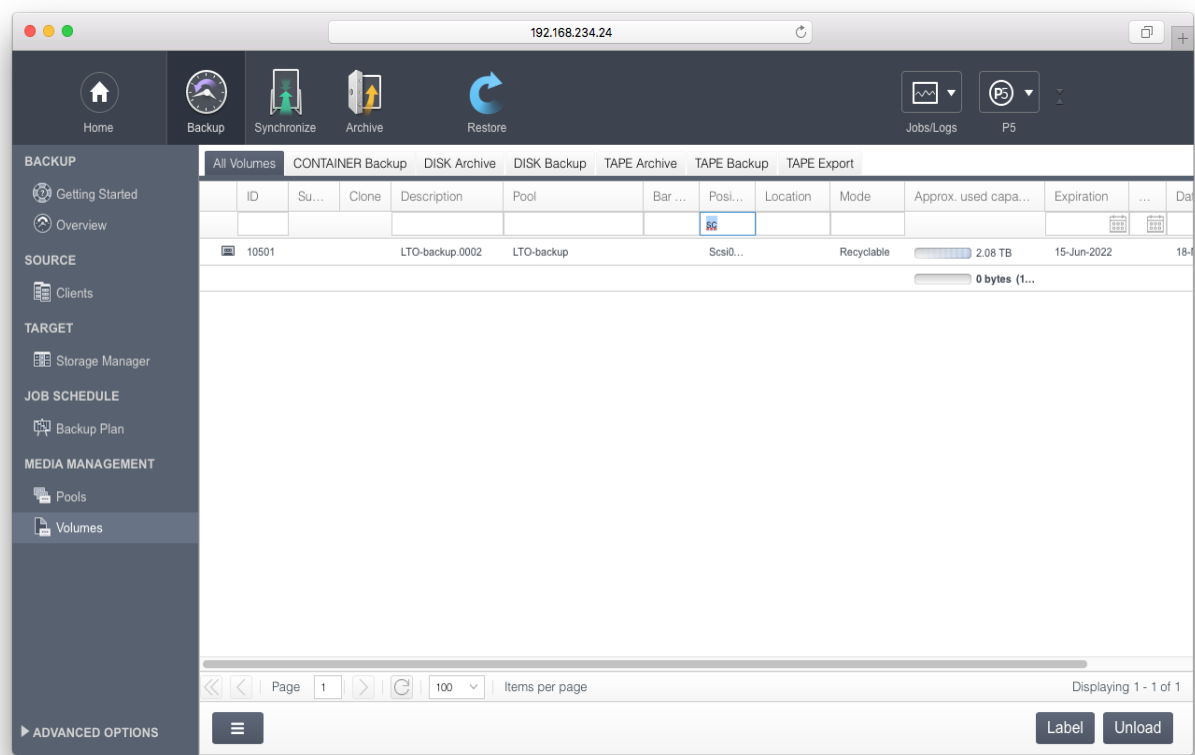 192.168.234.24
Home
Backup
Synchronize
Archive
Restore
Jobs/Logs
P5
P5
BACKUP
Getting Started
Overview
SOURCE
Clients
TARGET
Storage Manager
JOB SCHEDULE
Backup Plan
MEDIA MANAGEMENT
Pools
Volumes
ADVANCED OPTIONS
All Volumes CONTAINER Backup DISK Archive DISK Backup TAPE Archive TAPE Backup TAPE Export
ID Su... Clone Description Pool Bar ... Posi... Location Mode Approx. used capa... Expiration ... Dat
sc
10501 LTO-backup.0002 LTO-backup Scsi0... Recyclable 2.08 TB 15-Jun-2022 18-
0 bytes (1...
Page 1 100 Items per page Displaying 1 - 1 of 1
Label Unload